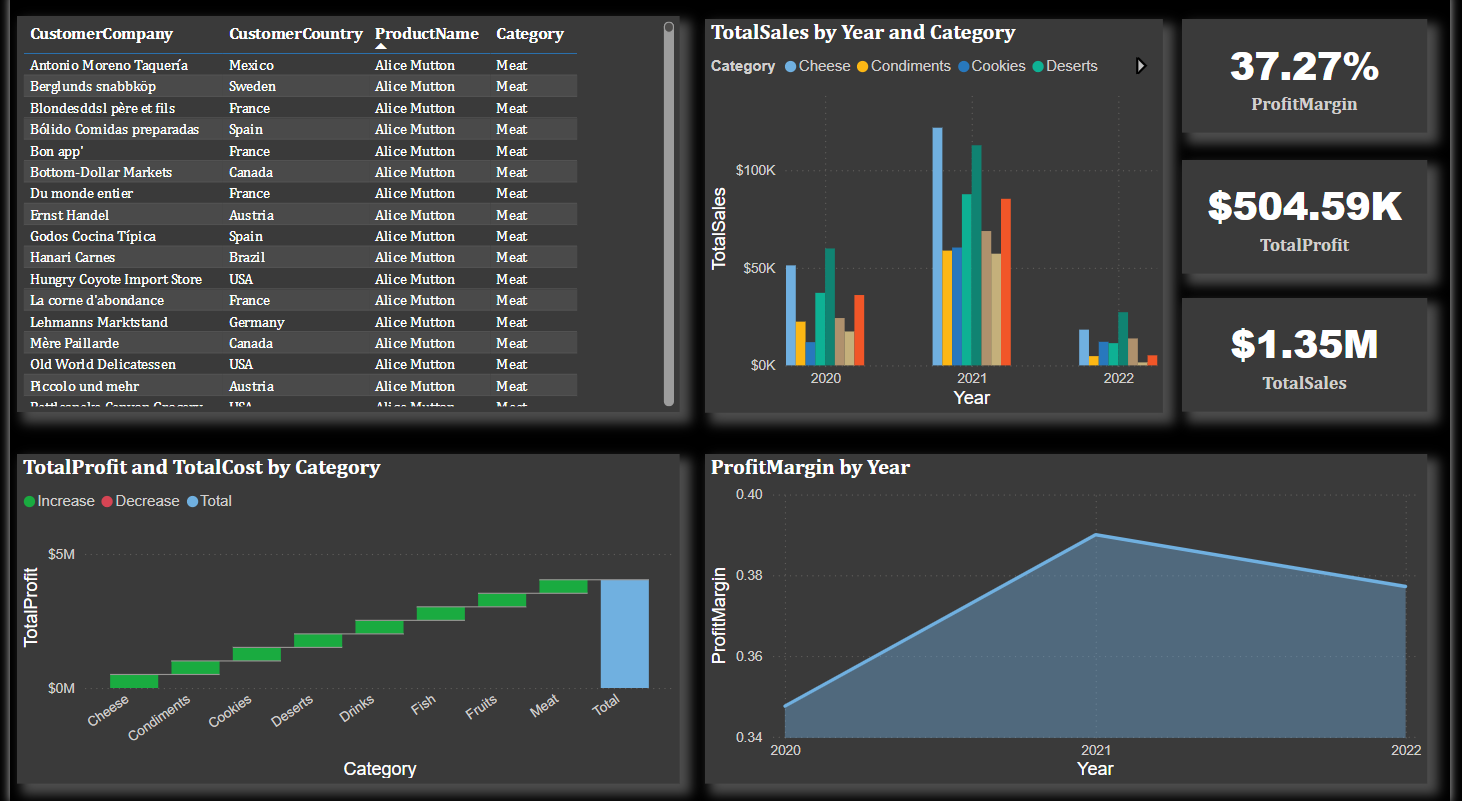 CustomerCompany CustomerCountry ProductName Category
Antonio Moreno Taquería Mexico Alice Mutton Meat
Berglunds snabbköp Sweden Alice Mutton Meat
Blondesddsl père et fils France Alice Mutton Meat
Bólido Comidas preparadas Spain Alice Mutton Meat
Bon app' France Alice Mutton Meat
Bottom-Dollar Markets Canada Alice Mutton Meat
Du monde entier France Alice Mutton Meat
Ernst Handel Austria Alice Mutton Meat
Godos Cocina Típica Spain Alice Mutton Meat
Hanari Carnes Brazil Alice Mutton Meat
Hungry Coyote Import Store USA Alice Mutton Meat
La corne d'abondance France Alice Mutton Meat
Lehmanns Marktstand Germany Alice Mutton Meat
Mère Paillarde Canada Alice Mutton Meat
Old World Delicatessen USA Alice Mutton Meat
Piccolo und mehr Austria Alice Mutton Meat
TotalSales by Year and Category
Category Cheese Condiments Cookies Deserts
TotalSales
$100K
$50K
$0K
2020 2021 2022
Year
37.27%
ProfitMargin
$504.59K
TotalProfit
$1.35M
TotalSales
TotalProfit and TotalCost by Category
Increase Decrease Total
TotalProfit
$5M
$0M
Cheese Condiments Cookies Deserts Drinks Fish Fruits Meat Total
Category
ProfitMargin by Year
ProfitMargin
0.40
0.38
0.36
0.34
2020 2021 2022
Year